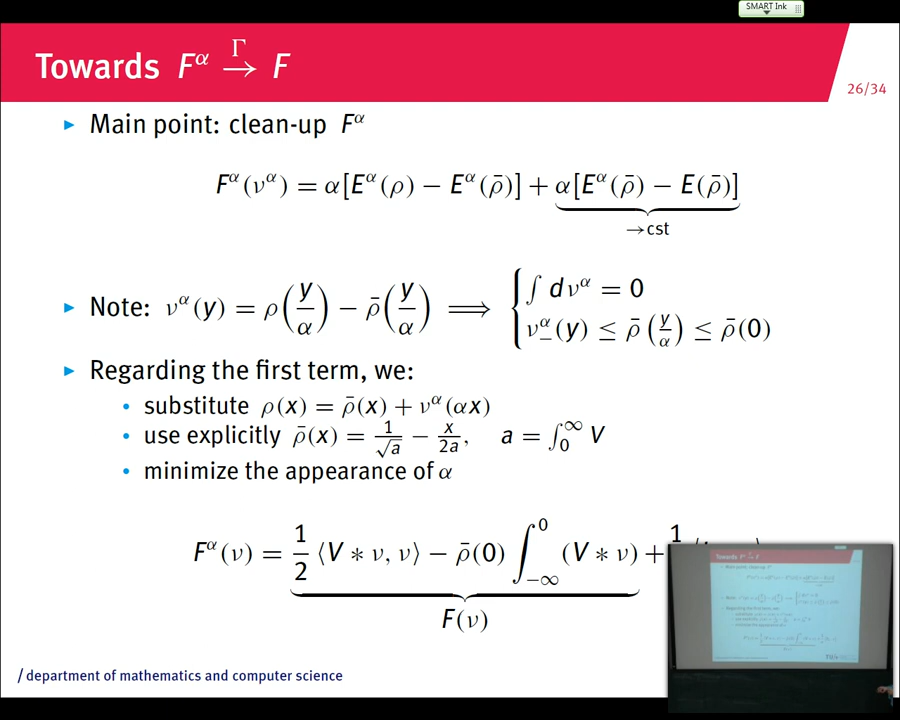 SMART Ink
Towards F^α →^Γ F
26/34
▸ Main point: clean-up F^α
F^α(ν^α) = α[E^α(ρ) − E^α(ρ̄)] + α[E^α(ρ̄) − E(ρ̄)]
→cst
▸ Note: ν^α(y) = ρ(y/α) − ρ̄(y/α) ⟹ { ∫ dν^α = 0
ν^α_−(y) ≤ ρ̄(y/α) ≤ ρ̄(0)
▸ Regarding the first term, we:
• substitute ρ(x) = ρ̄(x) + ν^α(αx)
• use explicitly ρ̄(x) = 1/√a − x/2a, a = ∫_0^∞ V
• minimize the appearance of α
F^α(ν) = 1/2 ⟨V ∗ ν, ν⟩ − ρ̄(0) ∫_{−∞}^0 (V ∗ ν) + 1
F(ν)
/ department of mathematics and computer science
Towards F^α →^Γ F